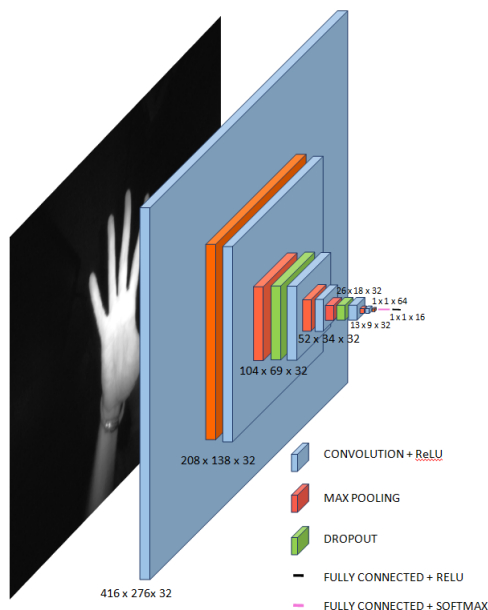 26 x 18 x 32
1 x 1 x 64
1 x 1 x 16
13 x 9 x 32
52 x 34 x 32
104 x 69 x 32
208 x 138 x 32
416 x 276x 32
CONVOLUTION + ReLU
MAX POOLING
DROPOUT
FULLY CONNECTED + RELU
FULLY CONNECTED + SOFTMAX